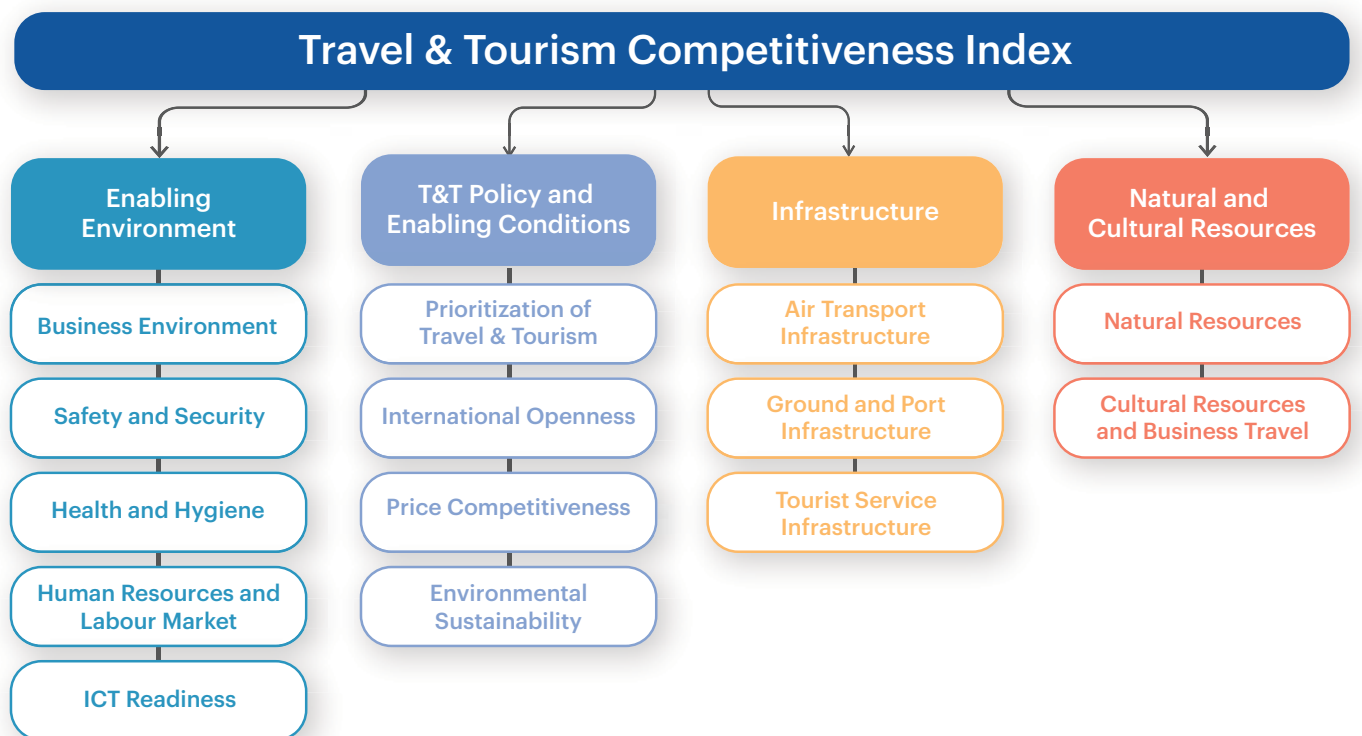 Travel & Tourism Competitiveness Index
Enabling
Environment
Business Environment
Safety and Security
Health and Hygiene
Human Resources and
Labour Market
ICT Readiness
T&T Policy and
Enabling Conditions
Prioritization of
Travel & Tourism
International Openness
Price Competitiveness
Environmental
Sustainability
Infrastructure
Air Transport
Infrastructure
Ground and Port
Infrastructure
Tourist Service
Infrastructure
Natural and
Cultural Resources
Natural Resources
Cultural Resources
and Business Travel